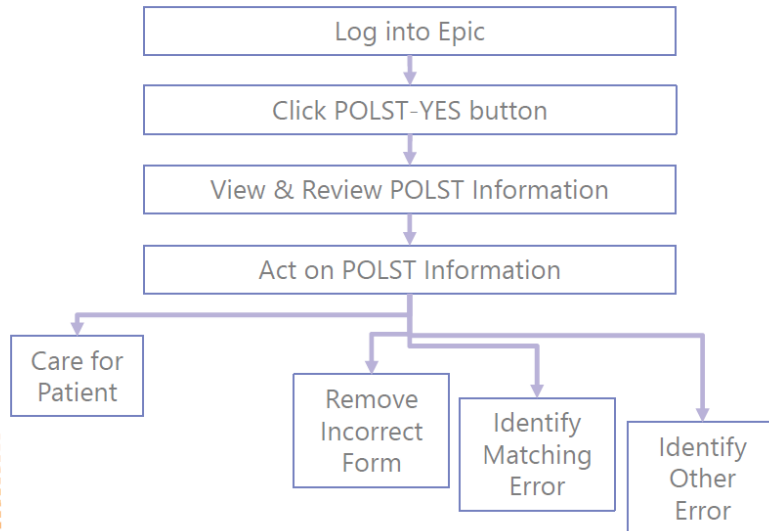 Log into Epic
Click POLST-YES button
View & Review POLST Information
Act on POLST Information
Care for
Patient
Remove
Incorrect
Form
Identify
Matching
Error
Identify
Other
Error